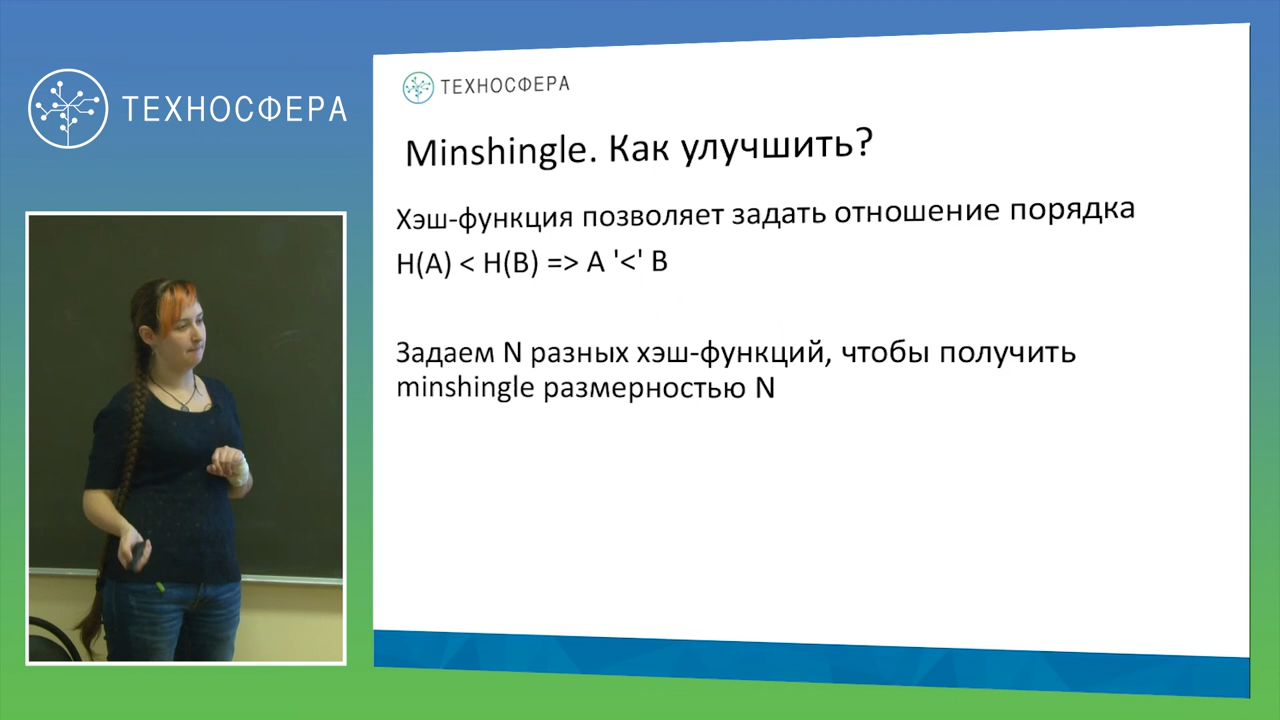 ТЕХНОСФЕРА
ТЕХНОСФЕРА
Minshingle. Как улучшить?
Хэш-функция позволяет задать отношение порядка
H(A) < H(B) => A '<' B
Задаем N разных хэш-функций, чтобы получить
minshingle размерностью N